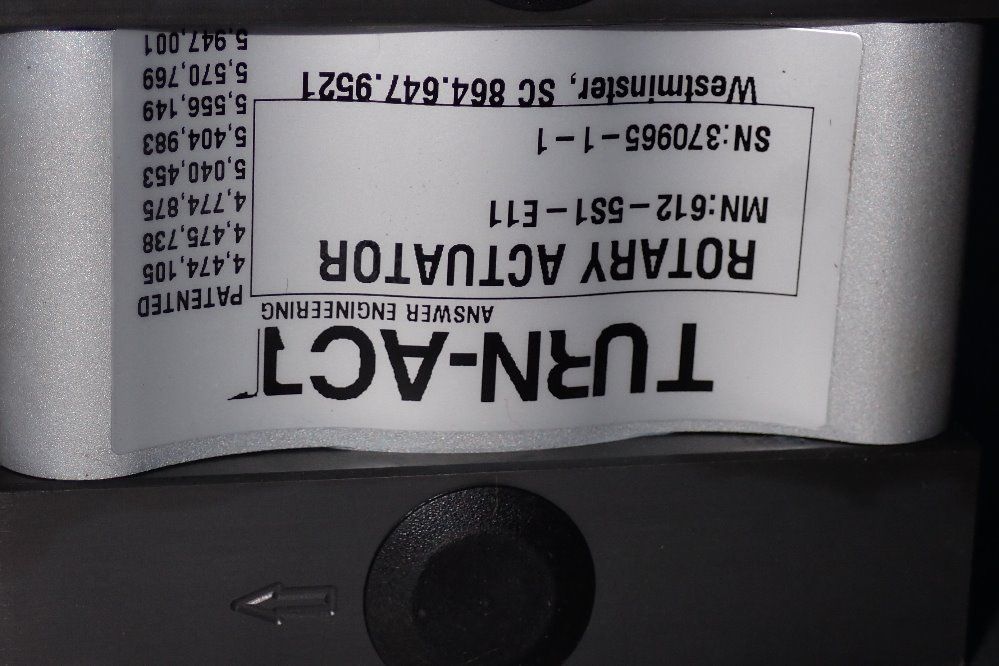 TURN-ACT
ANSWER ENGINEERING
ROTARY ACTUATOR
MN:612-5S1-E11
SN:370965-1-1
Westminster, SC 864.647.9521
PATENTED
4,474,105
4,475,738
4,774,875
5,040,453
5,404,983
5,556,149
5,570,769
5,947,001